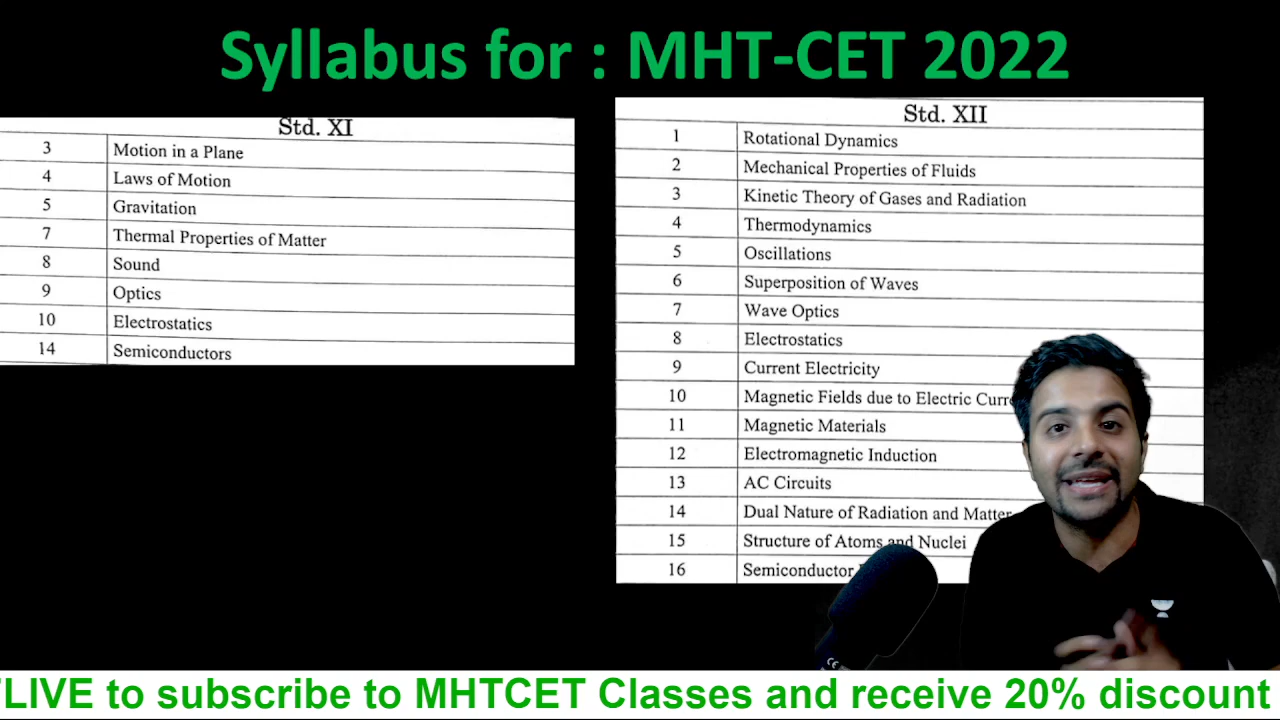 Syllabus for : MHT-CET 2022
Std. XI
3 Motion in a Plane
4 Laws of Motion
5 Gravitation
7 Thermal Properties of Matter
8 Sound
9 Optics
10 Electrostatics
14 Semiconductors
Std. XII
1 Rotational Dynamics
2 Mechanical Properties of Fluids
3 Kinetic Theory of Gases and Radiation
4 Thermodynamics
5 Oscillations
6 Superposition of Waves
7 Wave Optics
8 Electrostatics
9 Current Electricity
10 Magnetic Fields due to Electric
11 Magnetic Materials
12 Electromagnetic Induction
13 AC Circuits
14 Dual Nature of Radiation and Matter
15 Structure of Atoms and Nuclei
16 Semiconductor
LIVE to subscribe to MHTCET Classes and receive 20% discount